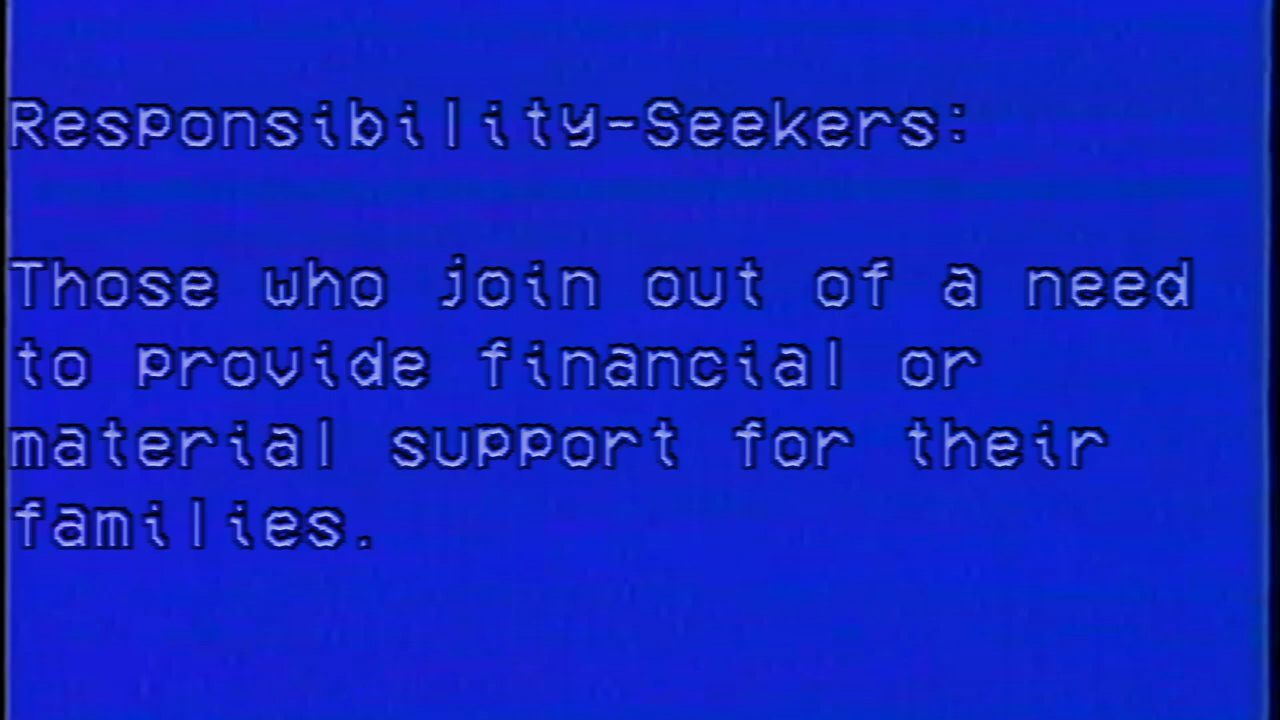 Responsibility-Seekers:
Those who join out of a need
to provide financial or
material support for their
families.